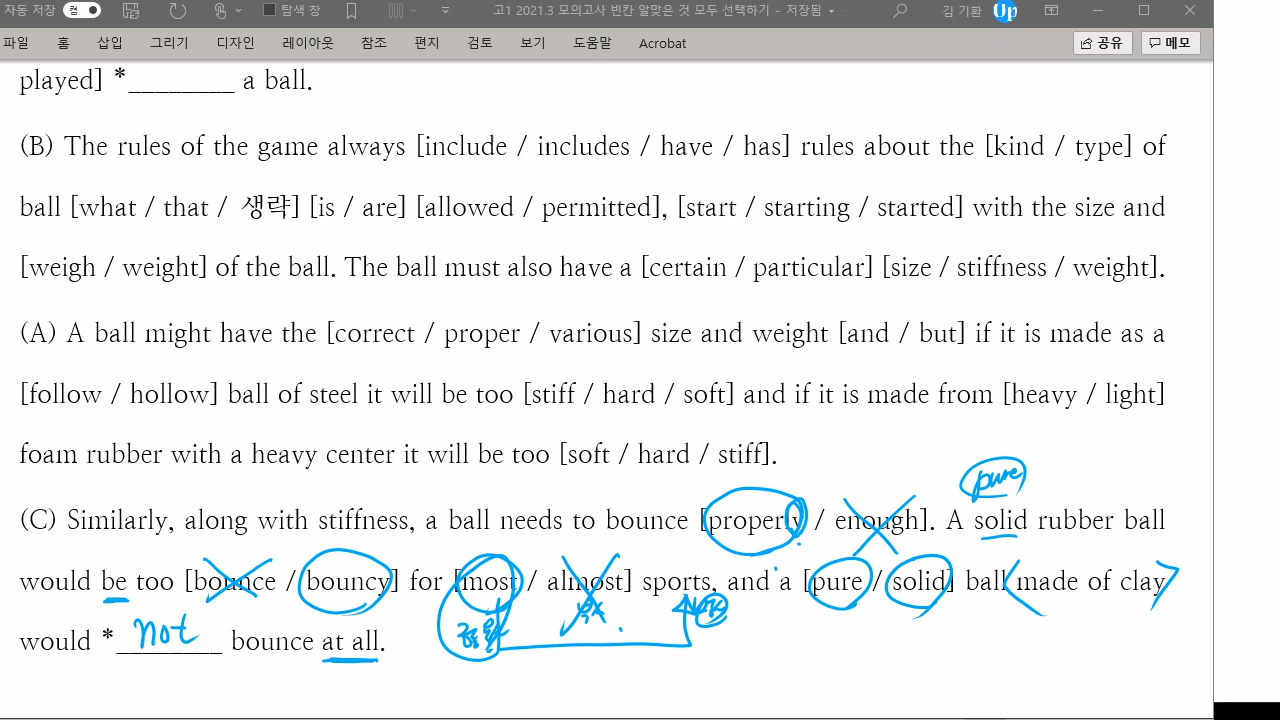 자동 저장 컴 탐색 창 고1 2021.3 모의고사 빈칸 알맞은 것 모두 선택하기 - 저장됨 김 기환 Up
파일 홈 삽입 그리기 디자인 레이아웃 참조 편지 검토 보기 도움말 Acrobat 공유 메모
played] *________ a ball.
(B) The rules of the game always [include / includes / have / has] rules about the [kind / type] of
ball [what / that / 생략] [is / are] [allowed / permitted], [start / starting / started] with the size and
[weigh / weight] of the ball. The ball must also have a [certain / particular] [size / stiffness / weight].
(A) A ball might have the [correct / proper / various] size and weight [and / but] if it is made as a
[follow / hollow] ball of steel it will be too [stiff / hard / soft] and if it is made from [heavy / light]
foam rubber with a heavy center it will be too [soft / hard / stiff].
pure
(C) Similarly, along with stiffness, a ball needs to bounce [properly / enough]. A solid rubber ball
would be too [bounce / bouncy] for [most / almost] sports, and a [pure / solid] ball made of clay
would *________ bounce at all.
not